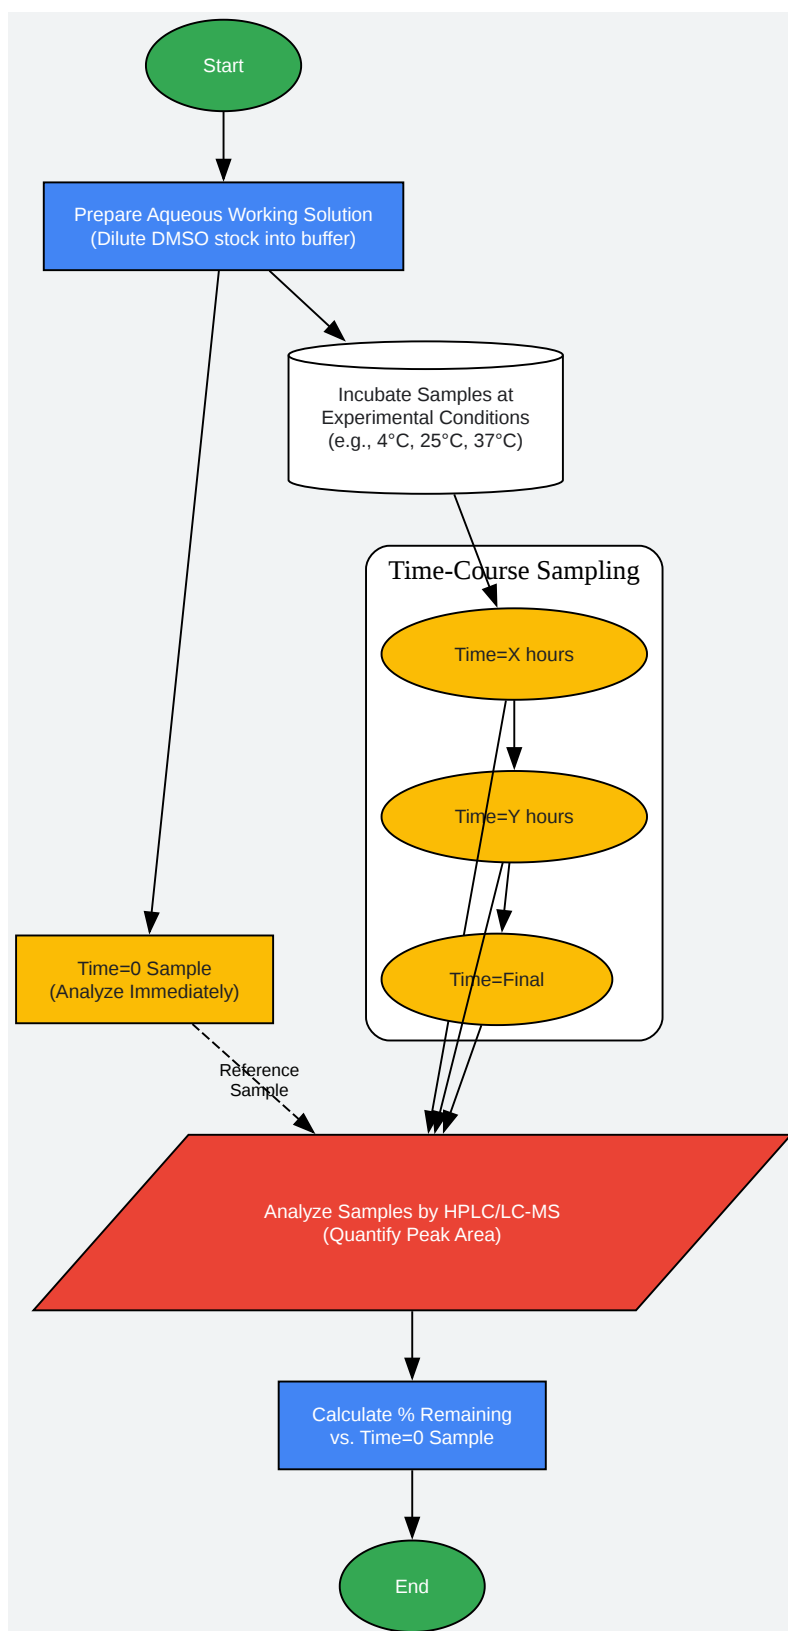 Start
Prepare Aqueous Working Solution
(Dilute DMSO stock into buffer)
Incubate Samples at
Experimental Conditions
(e.g., 4°C, 25°C, 37°C)
Time-Course Sampling
Time=X hours
Time=Y hours
Time=Final
Time=0 Sample
(Analyze Immediately)
Reference
Sample
Analyze Samples by HPLC/LC-MS
(Quantify Peak Area)
Calculate % Remaining
vs. Time=0 Sample
End